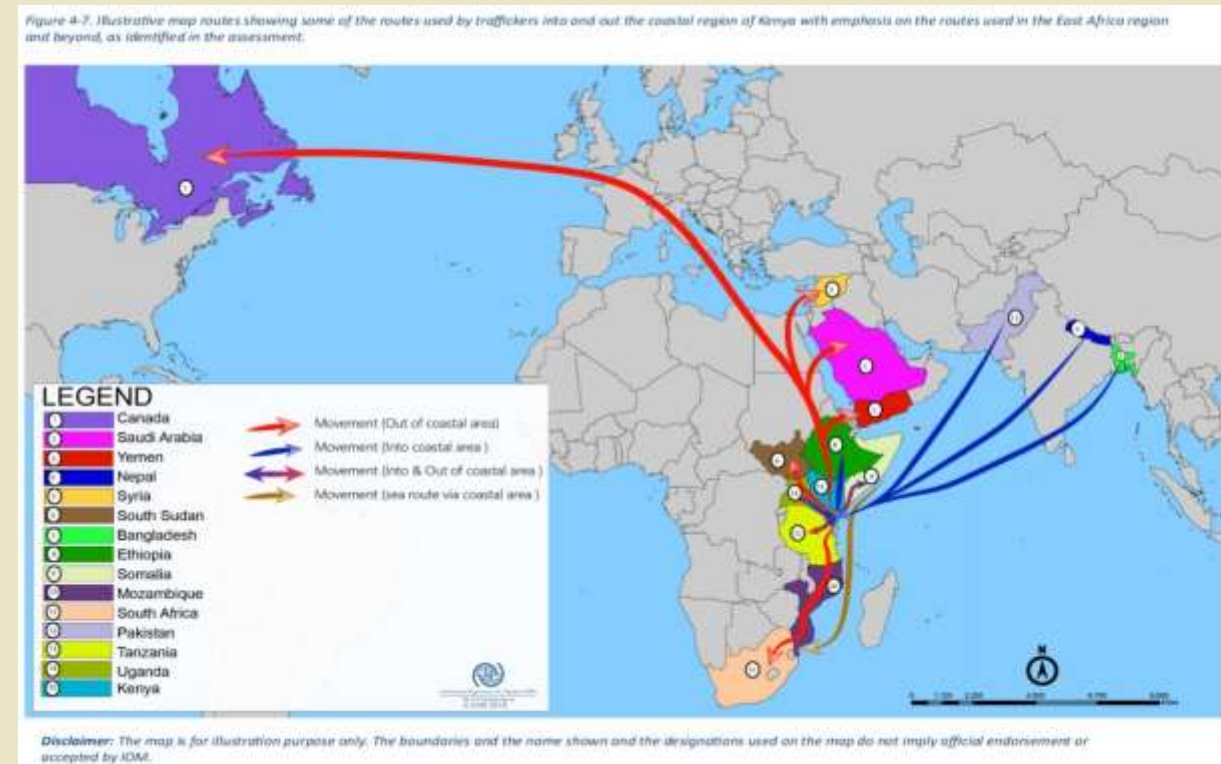 Figure 4-7. Illustrative map routes showing some of the routes used by traffickers into and out the coastal region of Kenya with emphasis on the routes used in the East Africa region
and beyond, as identified in the assessment.
LEGEND
Canada
Saudi Arabia
Yemen
Nepal
Syria
South Sudan
Bangladesh
Ethiopia
Somalia
Mozambique
South Africa
Pakistan
Tanzania
Uganda
Kenya
Movement (Out of coastal area)
Movement (Into coastal area )
Movement (Into & Out of coastal area )
Movement (sea route via coastal area )
N
Disclaimer: The map is for illustration purpose only. The boundaries and the name shown and the designations used on the map do not imply official endorsement or
accepted by IOM.